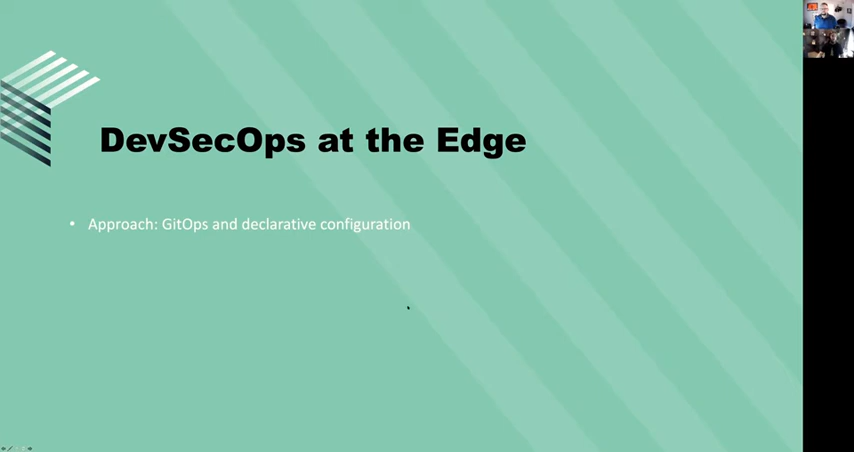 DevSecOps at the Edge
• Approach: GitOps and declarative configuration